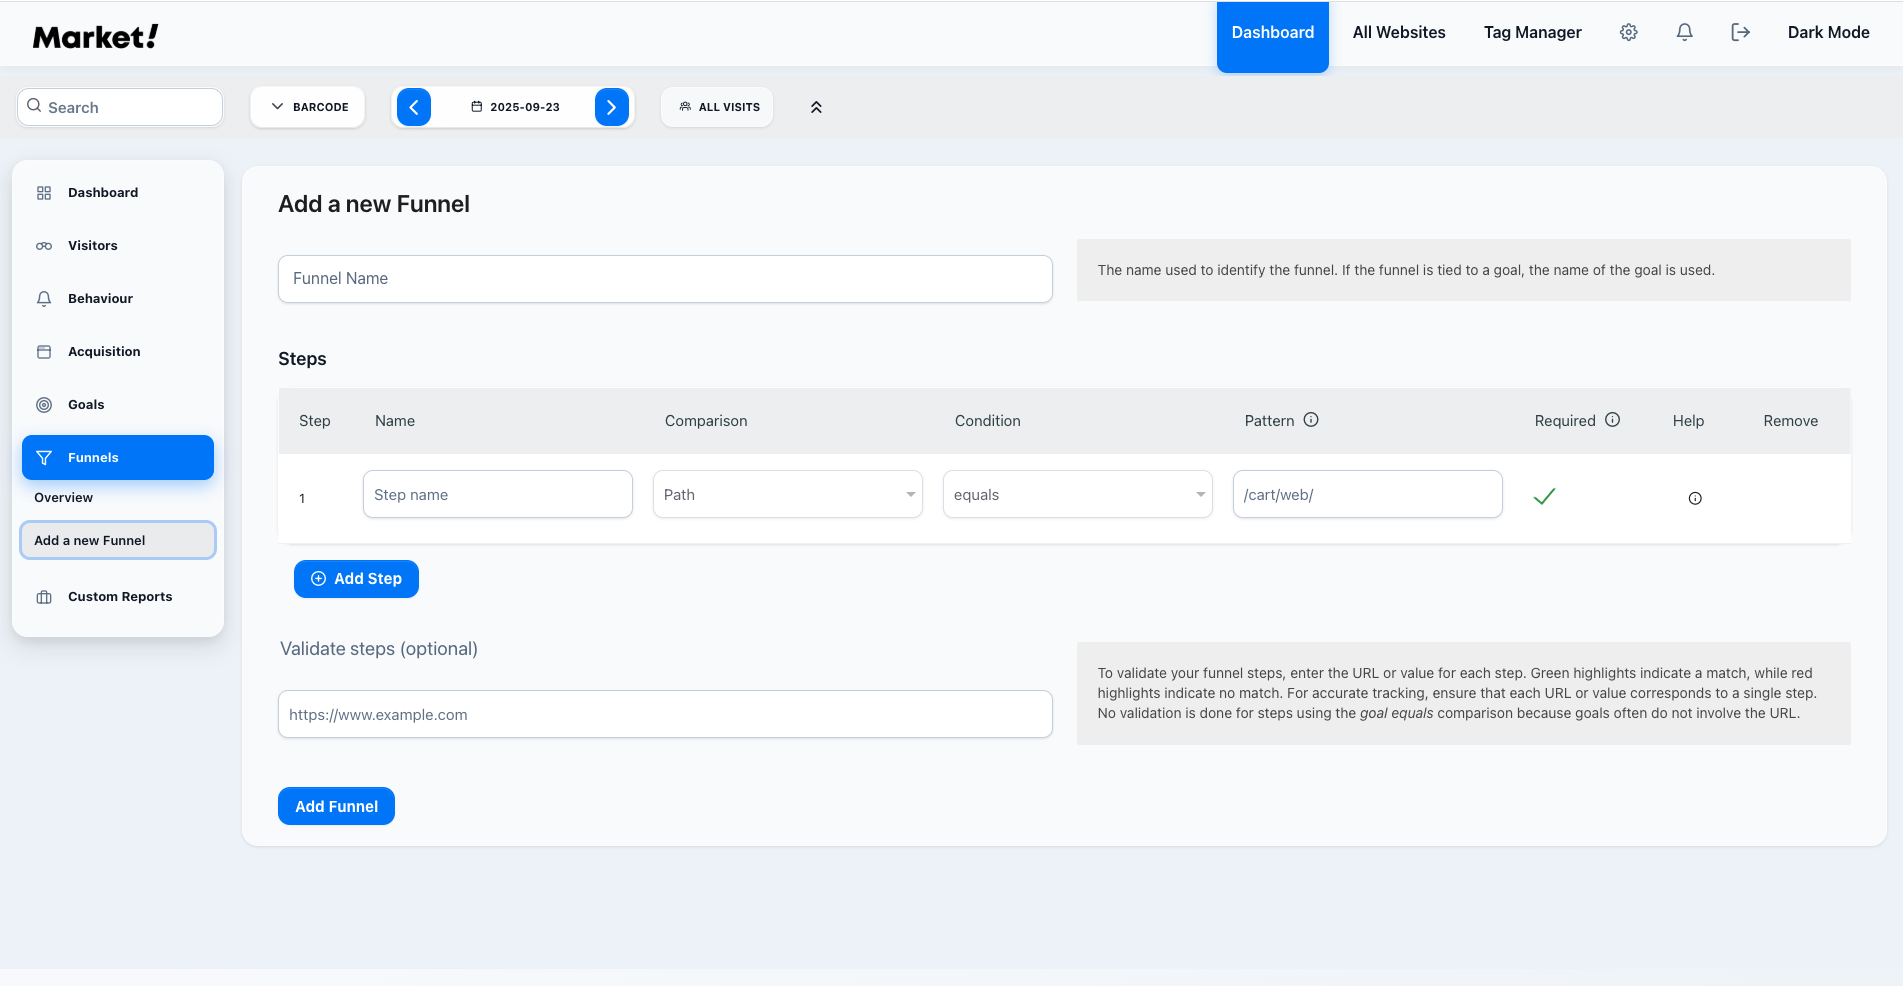 Market!
Dashboard
All Websites
Tag Manager
Dark Mode
Search
BARCODE
2025-09-23
ALL VISITS
Dashboard
Visitors
Behaviour
Acquisition
Goals
Funnels
Overview
Add a new Funnel
Custom Reports
Add a new Funnel
Funnel Name
The name used to identify the funnel. If the funnel is tied to a goal, the name of the goal is used.
Steps
Step Name Comparison Condition Pattern Required Help Remove
1 Step name Path equals /cart/web/
Add Step
Validate steps (optional)
https://www.example.com
To validate your funnel steps, enter the URL or value for each step. Green highlights indicate a match, while red
highlights indicate no match. For accurate tracking, ensure that each URL or value corresponds to a single step.
No validation is done for steps using the goal equals comparison because goals often do not involve the URL.
Add Funnel